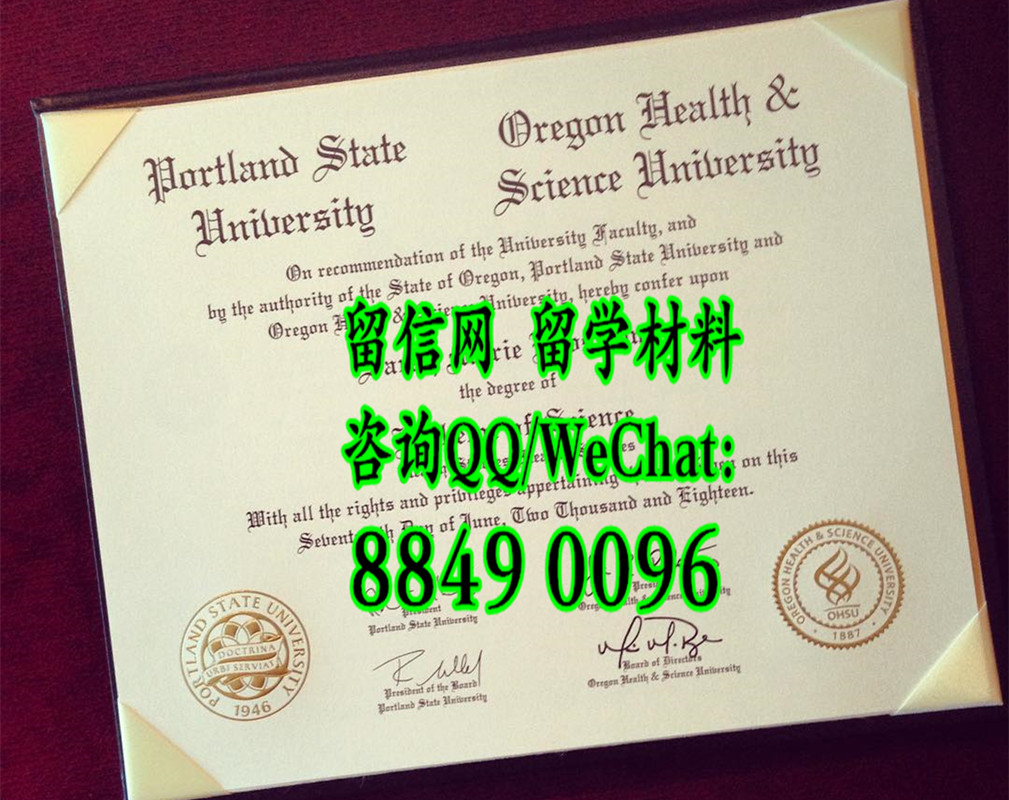 Portland State
University
Oregon Health &
Science University
On recommendation of the University Faculty, and
by the authority of the State of Oregon, Portland State University and
Oregon & University, hereby confer upon
留信网 留学材料
the degree of
of Science
咨询QQ/WeChat:
With all the rights and privileges appertaining on this
Day of June, Two Thousand and Eighteen.
8849 0096
President
Portland State University
President of the Board
Portland State University
Board of Directors
Oregon Health & Science University
PORTLAND STATE UNIVERSITY
DOCTRINA
URBI SERVIAT
1946
OREGON HEALTH & SCIENCE UNIVERSITY
OHSU
1887